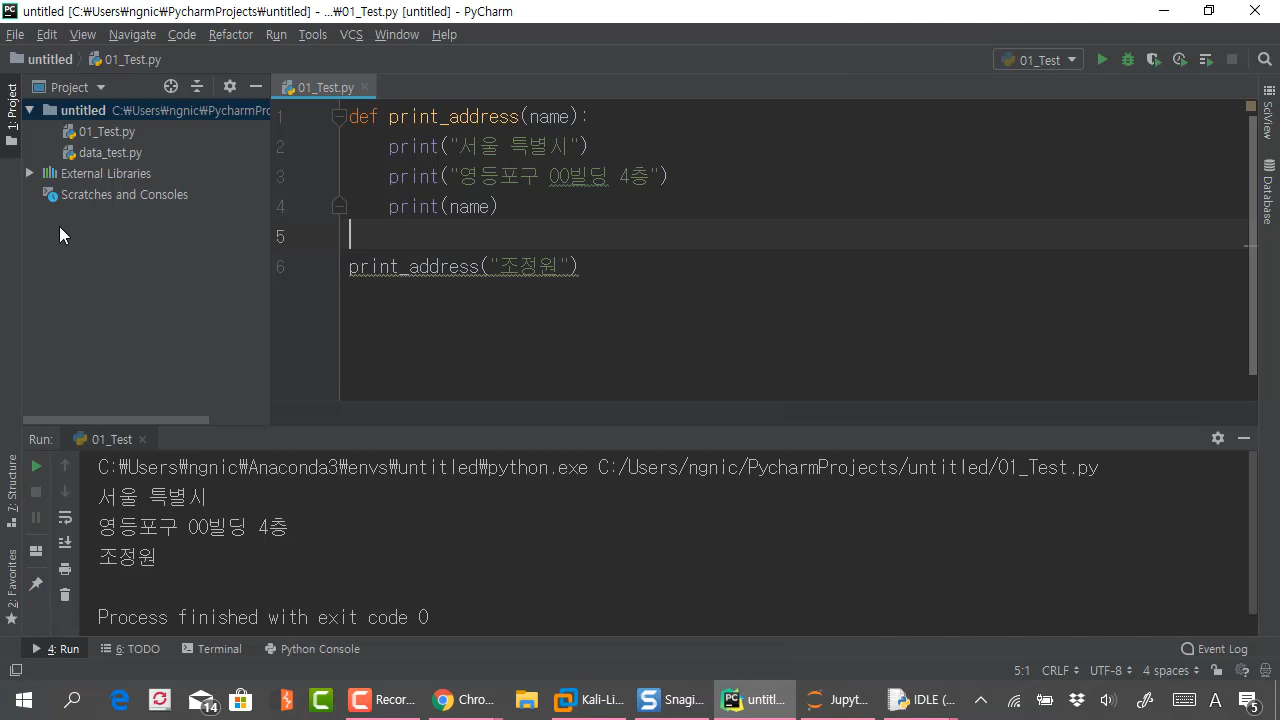 untitled [C:₩Users₩ngnic₩PycharmProjects₩untitled] - ...₩01_Test.py [untitled] - PyCharm
File Edit View Navigate Code Refactor Run Tools VCS Window Help
untitled 01_Test.py 01_Test
Project 01_Test.py
1: Project
untitled C:₩Users₩ngnic₩PycharmPro
01_Test.py
data_test.py
External Libraries
Scratches and Consoles
1 def print_address(name):
2 print("서울 특별시")
3 print("영등포구 00빌딩 4층")
4 print(name)
5
6 print_address("조정원")
SciView
Database
Run: 01_Test
7: Structure
2: Favorites
C:₩Users₩ngnic₩Anaconda3₩envs₩untitled₩python.exe C:/Users/ngnic/PycharmProjects/untitled/01_Test.py
서울 특별시
영등포구 00빌딩 4층
조정원
Process finished with exit code 0
4: Run 6: TODO Terminal Python Console Event Log
5:1 CRLF UTF-8 4 spaces
14 Recor... Chro... Kali-Li... Snagi... PC untitl... Jupyt... IDLE (... A 5